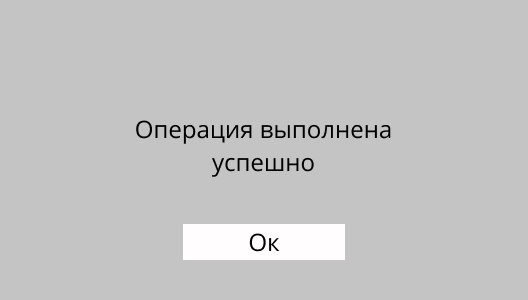 Операция выполнена
успешно
Ок